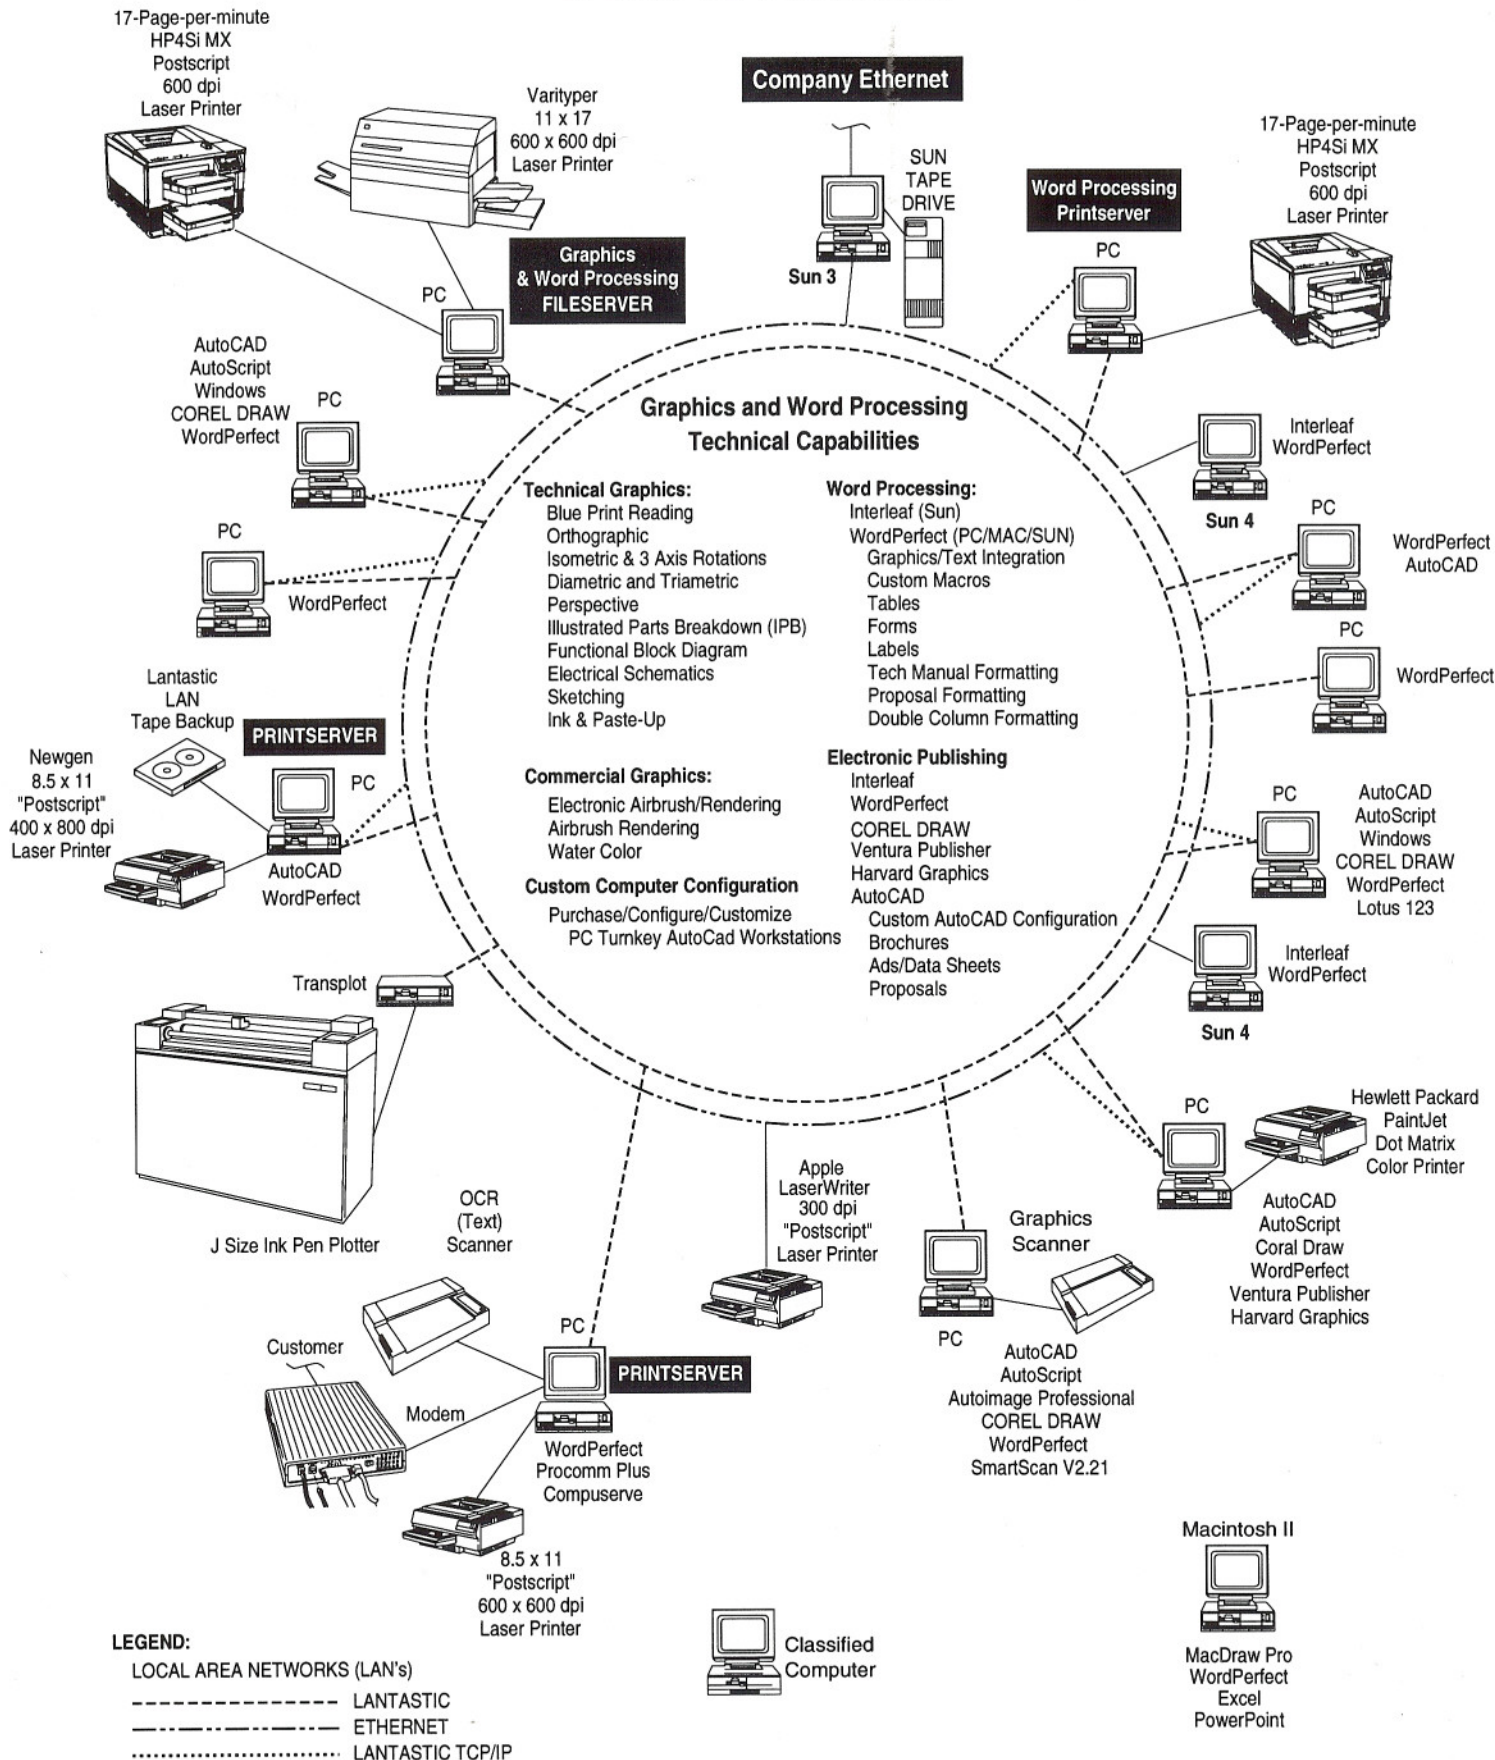 17-Page-per-minute
HP4Si MX
Postscript
600 dpi
Laser Printer
Varityper
11 x 17
600 x 600 dpi
Laser Printer
Company Ethernet
SUN
TAPE
DRIVE
Sun 3
Word Processing
Printserver
PC
17-Page-per-minute
HP4Si MX
Postscript
600 dpi
Laser Printer
Graphics
& Word Processing
FILESERVER
PC
AutoCAD
AutoScript
Windows
COREL DRAW
WordPerfect
PC
PC
WordPerfect
Lantastic
LAN
Tape Backup
PRINTSERVER
PC
Newgen
8.5 x 11
"Postscript"
400 x 800 dpi
Laser Printer
AutoCAD
WordPerfect
Transplot
J Size Ink Pen Plotter
Graphics and Word Processing
Technical Capabilities
Technical Graphics:
Blue Print Reading
Orthographic
Isometric & 3 Axis Rotations
Diametric and Triametric
Perspective
Illustrated Parts Breakdown (IPB)
Functional Block Diagram
Electrical Schematics
Sketching
Ink & Paste-Up
Commercial Graphics:
Electronic Airbrush/Rendering
Airbrush Rendering
Water Color
Custom Computer Configuration
Purchase/Configure/Customize
PC Turnkey AutoCad Workstations
Word Processing:
Interleaf (Sun)
WordPerfect (PC/MAC/SUN)
Graphics/Text Integration
Custom Macros
Tables
Forms
Labels
Tech Manual Formatting
Proposal Formatting
Double Column Formatting
Electronic Publishing
Interleaf
WordPerfect
COREL DRAW
Ventura Publisher
Harvard Graphics
AutoCAD
Custom AutoCAD Configuration
Brochures
Ads/Data Sheets
Proposals
Interleaf
WordPerfect
Sun 4
PC
WordPerfect
AutoCAD
PC
WordPerfect
PC
AutoCAD
AutoScript
Windows
COREL DRAW
WordPerfect
Lotus 123
Interleaf
WordPerfect
Sun 4
PC
Hewlett Packard
PaintJet
Dot Matrix
Color Printer
AutoCAD
AutoScript
Coral Draw
WordPerfect
Ventura Publisher
Harvard Graphics
Apple
LaserWriter
300 dpi
"Postscript"
Laser Printer
Graphics
Scanner
PC
AutoCAD
AutoScript
Autoimage Professional
COREL DRAW
WordPerfect
SmartScan V2.21
OCR
(Text)
Scanner
PC
PRINTSERVER
Customer
Modem
WordPerfect
Procomm Plus
Compuserve
8.5 x 11
"Postscript"
600 x 600 dpi
Laser Printer
Classified
Computer
Macintosh II
MacDraw Pro
WordPerfect
Excel
PowerPoint
LEGEND:
LOCAL AREA NETWORKS (LAN's)
LANTASTIC
ETHERNET
LANTASTIC TCP/IP